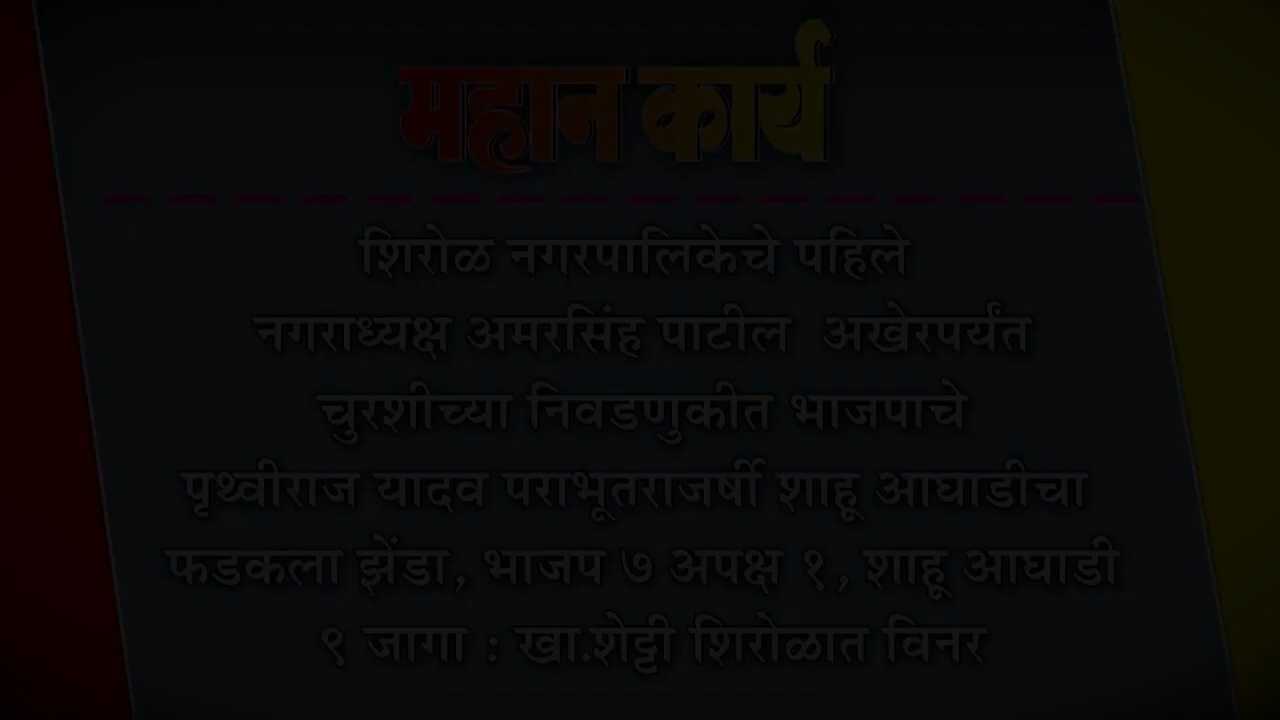 महान कार्य
शिरोळ नगरपालिकेचे पहिले
नगराध्यक्ष अमरसिंह पाटील अखेरपर्यंत
चुरशीच्या निवडणुकीत भाजपाचे
पृथ्वीराज यादव पराभूतराजर्षी शाहू आघाडीचा
फडकला झेंडा, भाजप ७ अपक्ष १, शाहू आघाडी
९ जागा : खा.शेट्टी शिरोळात विनर